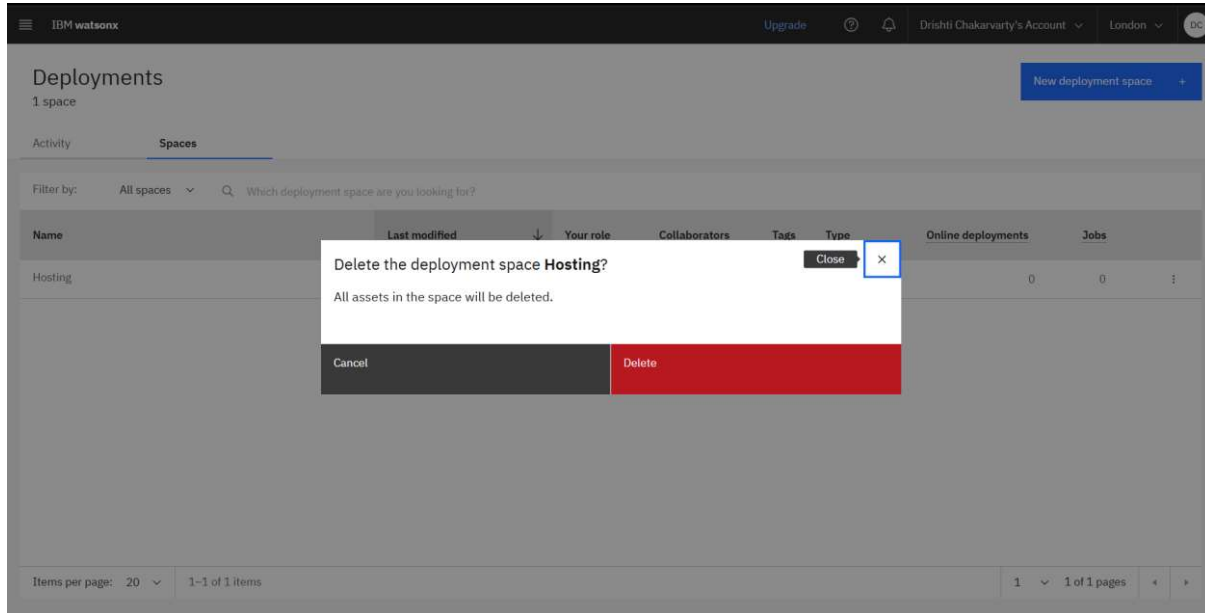 IBM watsonx Upgrade Drishti Chakarvarty's Account London DC
Deployments
1 space
New deployment space +
Activity Spaces
Filter by: All spaces Which deployment space are you looking for?
Name Last modified Your role Collaborators Tags Type Online deployments Jobs
Hosting 0 0
Delete the deployment space Hosting?
Close
All assets in the space will be deleted.
Cancel Delete
Items per page: 20 1–1 of 1 items 1 1 of 1 pages